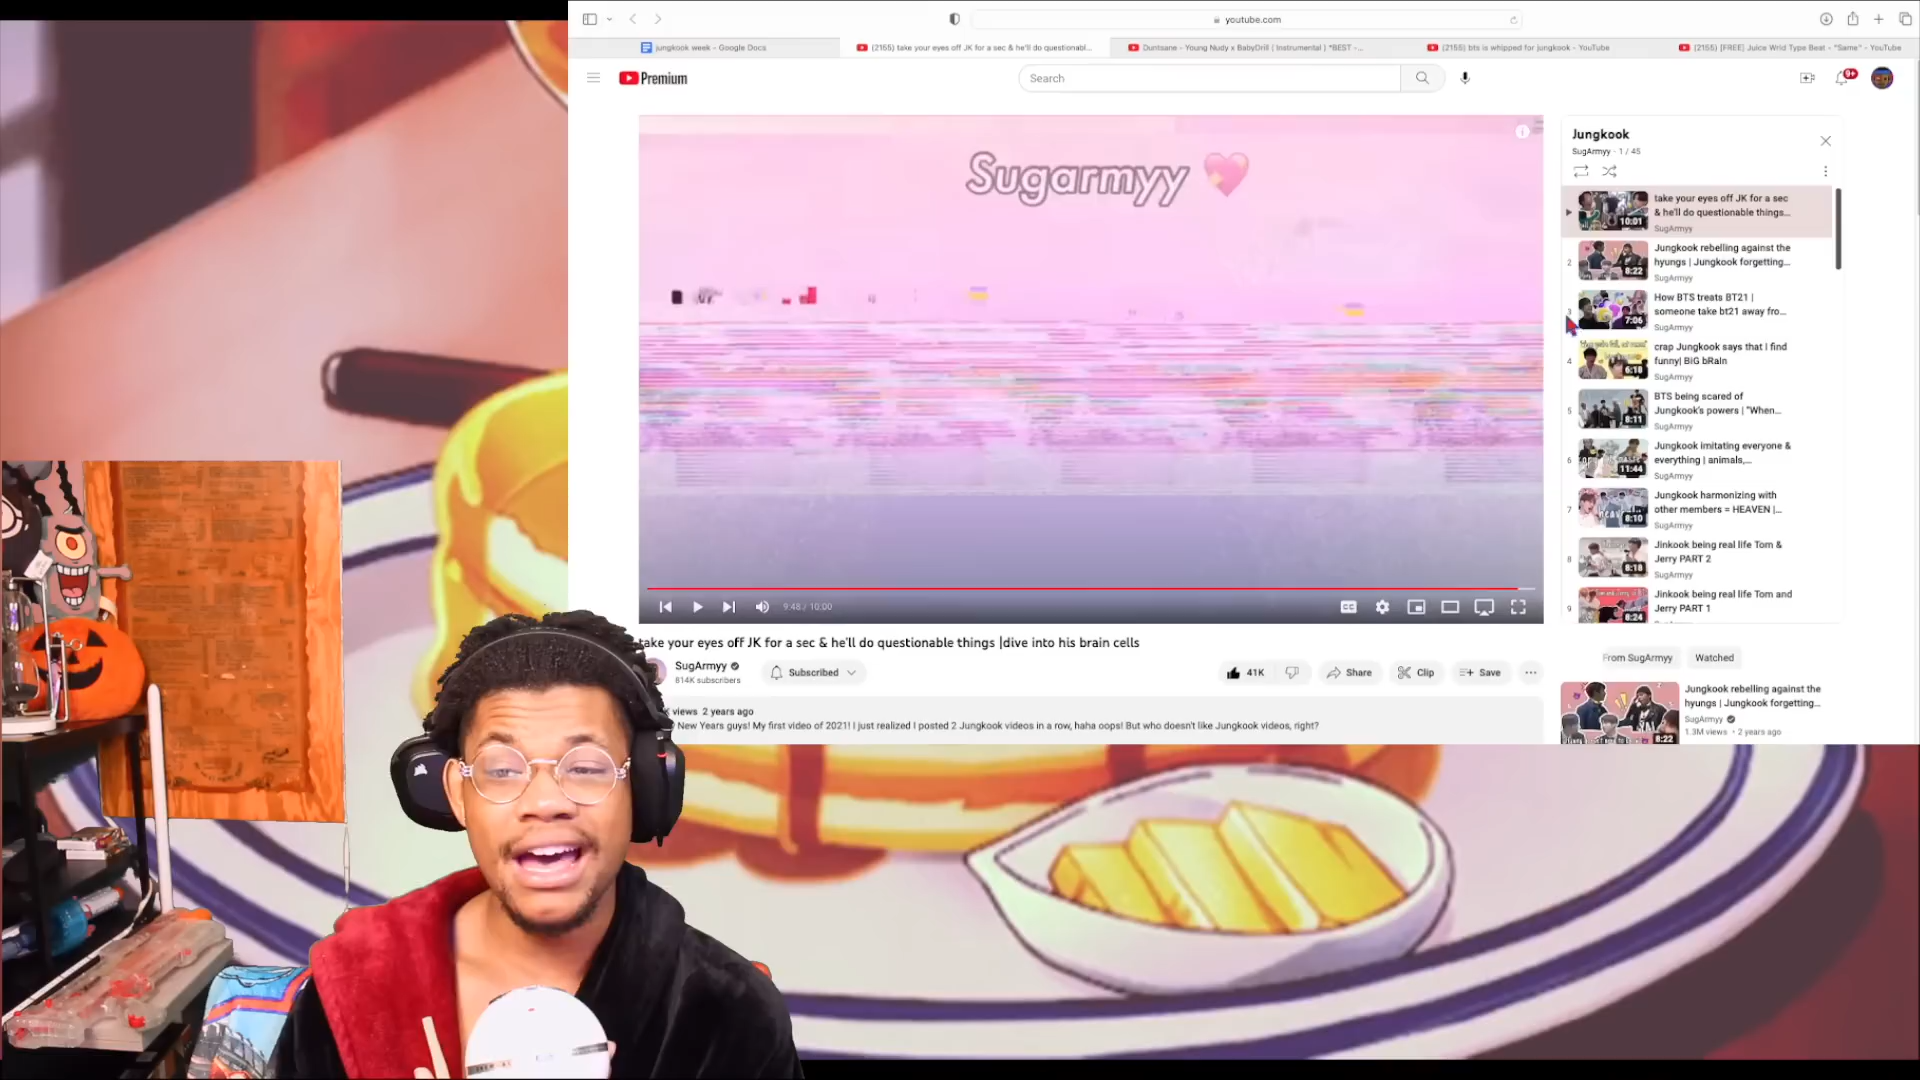 youtube.com
jungkook week - Google Docs
(2155) take your eyes off JK for a sec & he'll do questionabl...
Duntsane - Young Nudy x BabyDrill ( Instrumental ) *BEST -...
(2155) bts is whipped for jungkook - YouTube
(2155) [FREE] Juice Wrld Type Beat - "Same" - YouTube
Premium
Search
9+
Sugarmyy
9:48 / 10:00
CC
Jungkook
SugArmyy - 1 / 45
take your eyes off JK for a sec
& he'll do questionable things...
SugArmyy
10:01
2
Jungkook rebelling against the
hyungs | Jungkook forgetting...
SugArmyy
8:22
3
How BTS treats BT21 |
someone take bt21 away fro...
SugArmyy
7:06
4
crap Jungkook says that I find
funny| BiG bRaIn
SugArmyy
6:18
5
BTS being scared of
Jungkook's powers | "When...
SugArmyy
8:11
6
Jungkook imitating everyone &
everything | animals,...
SugArmyy
11:44
7
Jungkook harmonizing with
other members = HEAVEN |...
SugArmyy
8:10
8
Jinkook being real life Tom &
Jerry PART 2
SugArmyy
8:18
9
Jinkook being real life Tom and
Jerry PART 1
SugArmyy
8:24
take your eyes off JK for a sec & he'll do questionable things |dive into his brain cells
SugArmyy
814K subscribers
Subscribed
41K
Share
Clip
Save
views 2 years ago
New Years guys! My first video of 2021! I just realized I posted 2 Jungkook videos in a row, haha oops! But who doesn't like Jungkook videos, right?
From SugArmyy
Watched
Jungkook rebelling against the
hyungs | Jungkook forgetting...
SugArmyy
1.3M views • 2 years ago
8:22